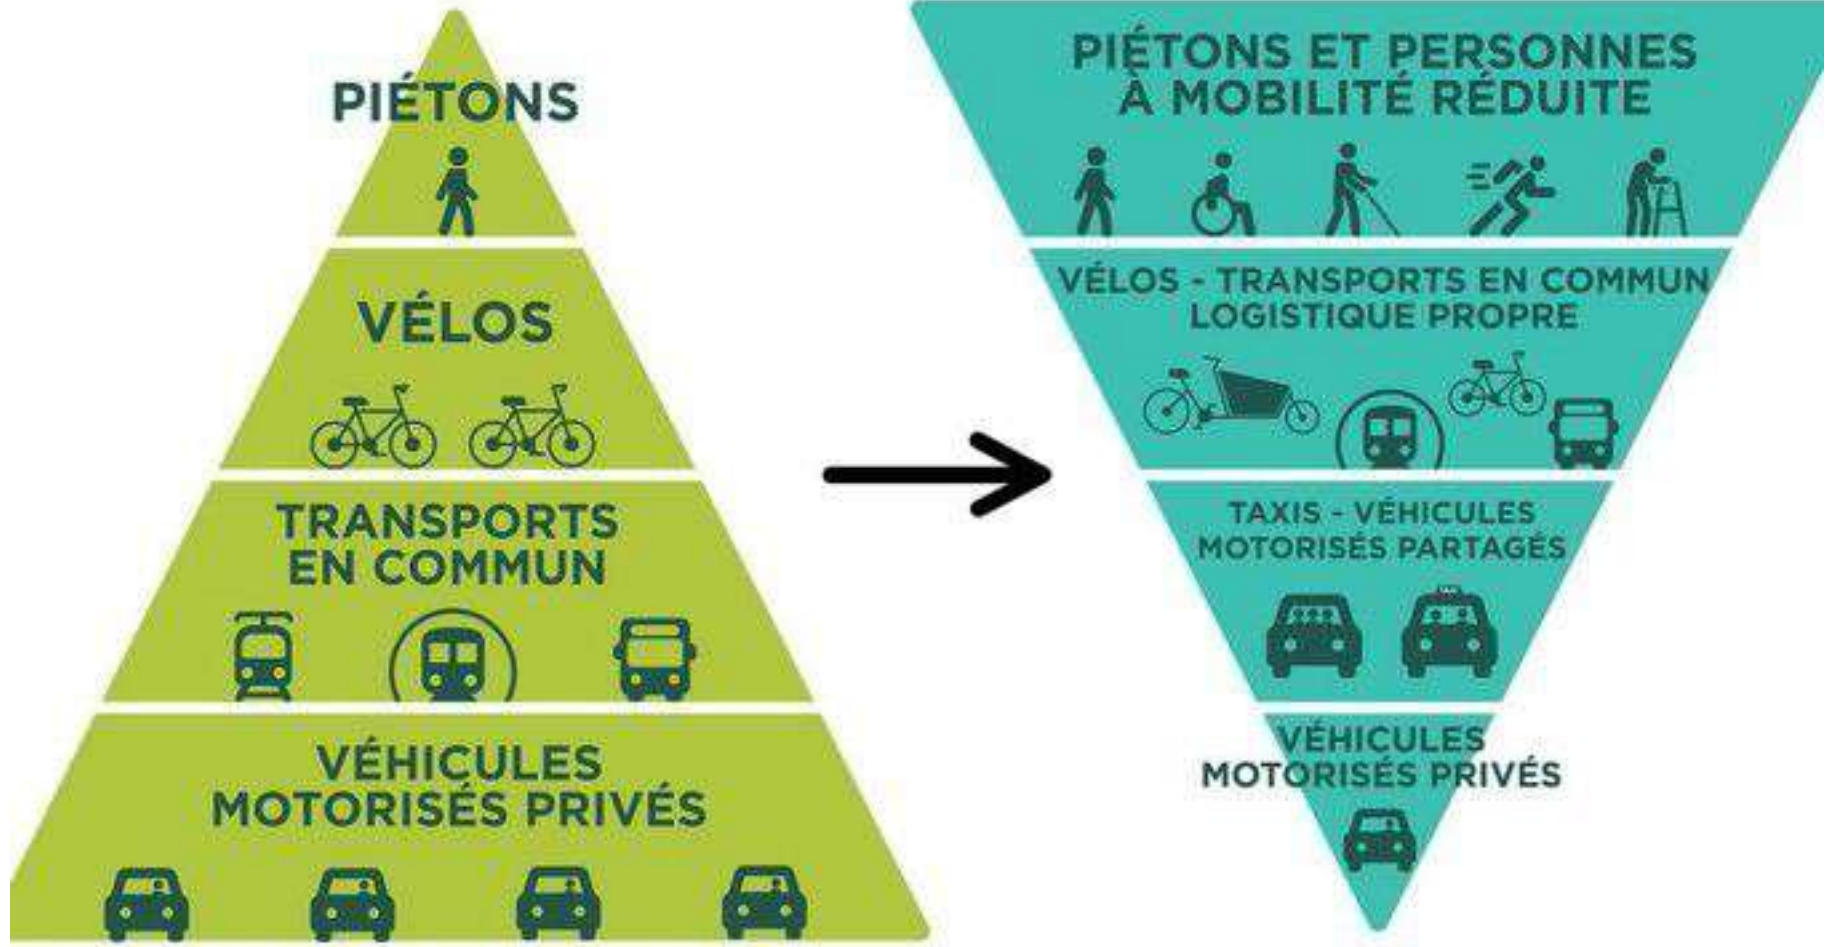 PIÉTONS
VÉLOS
TRANSPORTS
EN COMMUN
VÉHICULES
MOTORISÉS PRIVÉS
PIÉTONS ET PERSONNES
À MOBILITÉ RÉDUITE
VÉLOS - TRANSPORTS EN COMMUN
LOGISTIQUE PROPRE
TAXIS - VÉHICULES
MOTORISÉS PARTAGÉS
VÉHICULES
MOTORISÉS PRIVÉS